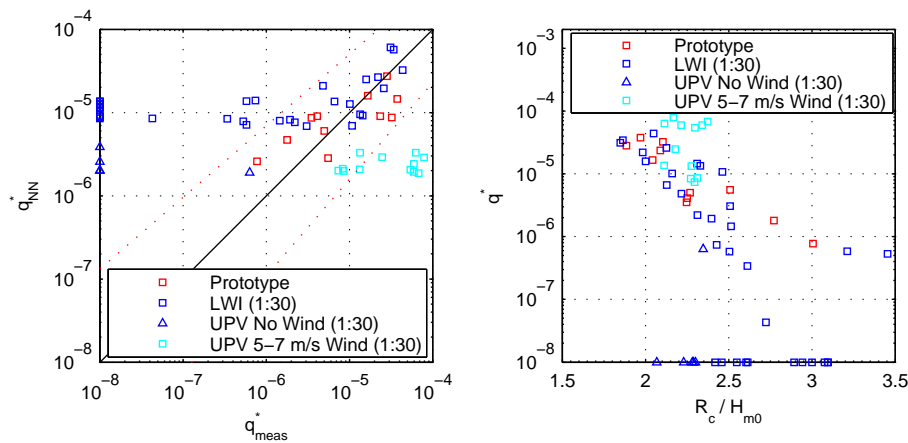 10^-4
10^-5
10^-6
10^-7
10^-8
q*_NN
Prototype
LWI (1:30)
UPV No Wind (1:30)
UPV 5−7 m/s Wind (1:30)
10^-8 10^-7 10^-6 10^-5 10^-4
q*_meas
10^-3
10^-4
10^-5
10^-6
10^-7
10^-8
q*
Prototype
LWI (1:30)
UPV No Wind (1:30)
UPV 5−7 m/s Wind (1:30)
1.5 2 2.5 3 3.5
R_c / H_m0